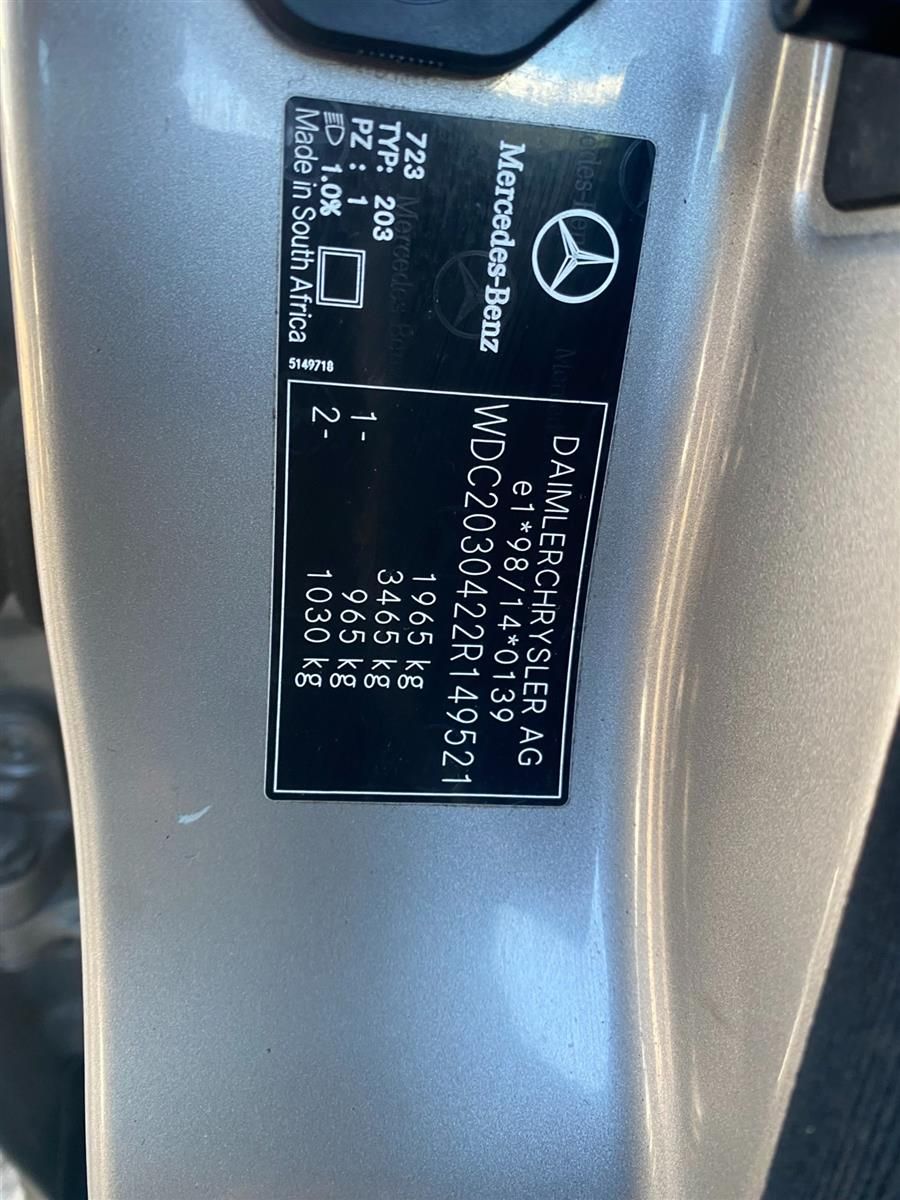 Mercedes-Benz
723
TYP: 203
PZ : 1
1.0%
Made in South Africa
5149718
DAIMLERCHRYSLER AG
e1*98/14*0139
WDC2030422R149521
1965 kg
3465 kg
1- 965 kg
2- 1030 kg